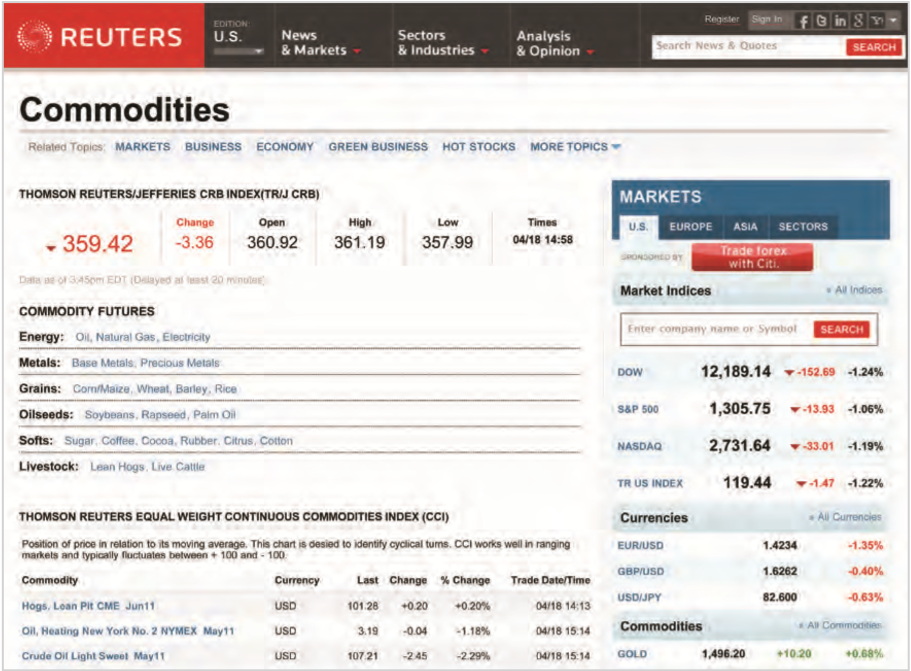 REUTERS
EDITION:
U.S.
News
& Markets
Sectors
& Industries
Analysis
& Opinion
Register Sign In
Search News & Quotes SEARCH
Commodities
Related Topics: MARKETS BUSINESS ECONOMY GREEN BUSINESS HOT STOCKS MORE TOPICS
THOMSON REUTERS/JEFFERIES CRB INDEX(TR/J CRB)
Change Open High Low Times
359.42 -3.36 360.92 361.19 357.99 04/18 14:58
Data as of 3:45pm EDT (Delayed at least 20 minutes)
COMMODITY FUTURES
Energy: Oil, Natural Gas, Electricity
Metals: Base Metals, Precious Metals
Grains: Corn/Maize, Wheat, Barley, Rice
Oilseeds: Soybeans, Rapseed, Palm Oil
Softs: Sugar, Coffee, Cocoa, Rubber, Citrus, Cotton
Livestock: Lean Hogs, Live Cattle
THOMSON REUTERS EQUAL WEIGHT CONTINUOUS COMMODITIES INDEX (CCI)
Position of price in relation to its moving average. This chart is desied to identify cyclical turns. CCI works well in ranging
markets and typically fluctuates between + 100 and - 100.
Commodity Currency Last Change % Change Trade Date/Time
Hogs, Lean Pit CME Jun11 USD 101.28 +0.20 +0.20% 04/18 14:13
Oil, Heating New York No. 2 NYMEX May11 USD 3.19 -0.04 -1.18% 04/18 15:14
Crude Oil Light Sweet May11 USD 107.21 -2.45 -2.29% 04/18 15:14
MARKETS
U.S. EUROPE ASIA SECTORS
SPONSORED BY
Trade forex
with Citi.
Market Indices » All Indices
Enter company name or Symbol SEARCH
DOW 12,189.14 -152.69 -1.24%
S&P 500 1,305.75 -13.93 -1.06%
NASDAQ 2,731.64 -33.01 -1.19%
TR US INDEX 119.44 -1.47 -1.22%
Currencies » All Currencies
EUR/USD 1.4234 -1.35%
GBP/USD 1.6262 -0.40%
USD/JPY 82.600 -0.63%
Commodities » All Commodities
GOLD 1,496.20 +10.20 +0.68%